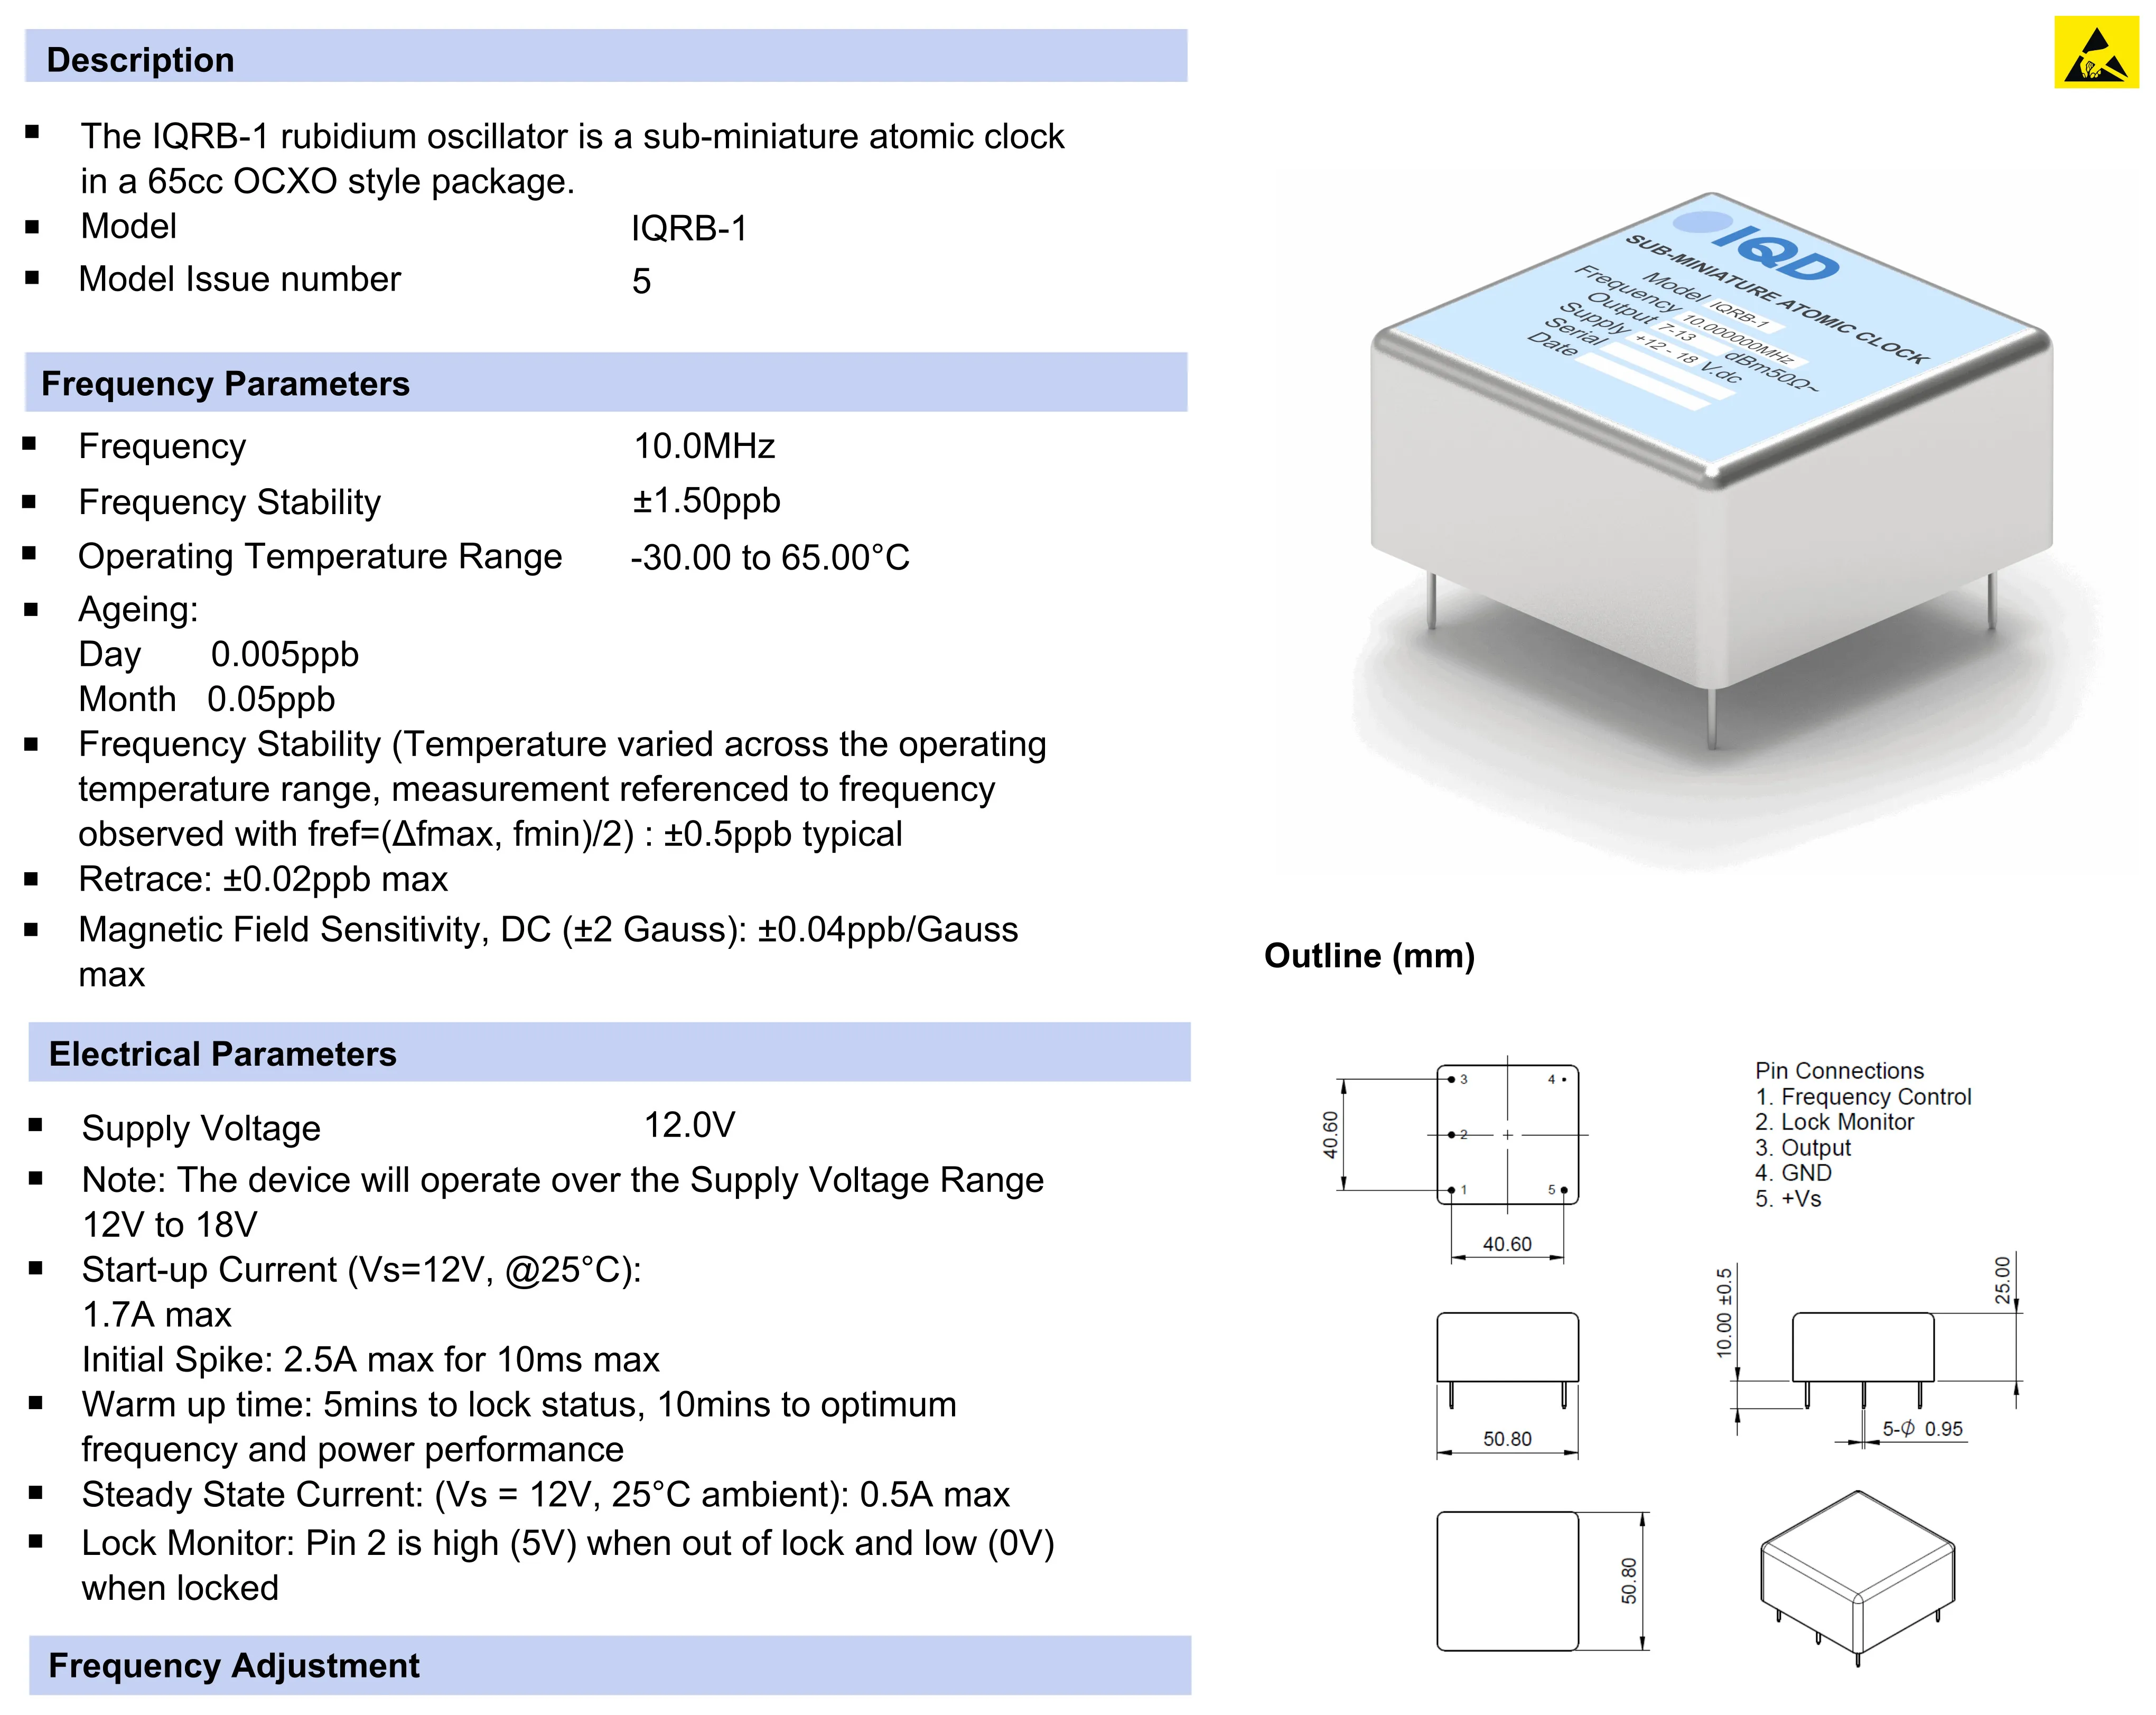 Description
The IQRB-1 rubidium oscillator is a sub-miniature atomic clock
in a 65cc OCXO style package.
Model IQRB-1
Model Issue number 5
Frequency Parameters
Frequency 10.0MHz
Frequency Stability ±1.50ppb
Operating Temperature Range -30.00 to 65.00°C
Ageing:
Day 0.005ppb
Month 0.05ppb
Frequency Stability (Temperature varied across the operating
temperature range, measurement referenced to frequency
observed with fref=(Δfmax, fmin)/2) : ±0.5ppb typical
Retrace: ±0.02ppb max
Magnetic Field Sensitivity, DC (±2 Gauss): ±0.04ppb/Gauss
max
Electrical Parameters
Supply Voltage 12.0V
Note: The device will operate over the Supply Voltage Range
12V to 18V
Start-up Current (Vs=12V, @25°C):
1.7A max
Initial Spike: 2.5A max for 10ms max
Warm up time: 5mins to lock status, 10mins to optimum
frequency and power performance
Steady State Current: (Vs = 12V, 25°C ambient): 0.5A max
Lock Monitor: Pin 2 is high (5V) when out of lock and low (0V)
when locked
Frequency Adjustment
IQD
SUB-MINIATURE ATOMIC CLOCK
Model IQRB-1
Frequency 10.000000MHz
Output 7-13 dBm50Ω~
Supply +12 - 18 V.dc
Serial
Date
Outline (mm)
3 4
2
1 5
40.60
40.60
Pin Connections
1. Frequency Control
2. Lock Monitor
3. Output
4. GND
5. +Vs
50.80
10.00 ±0.5
25.00
5-Φ 0.95
50.80